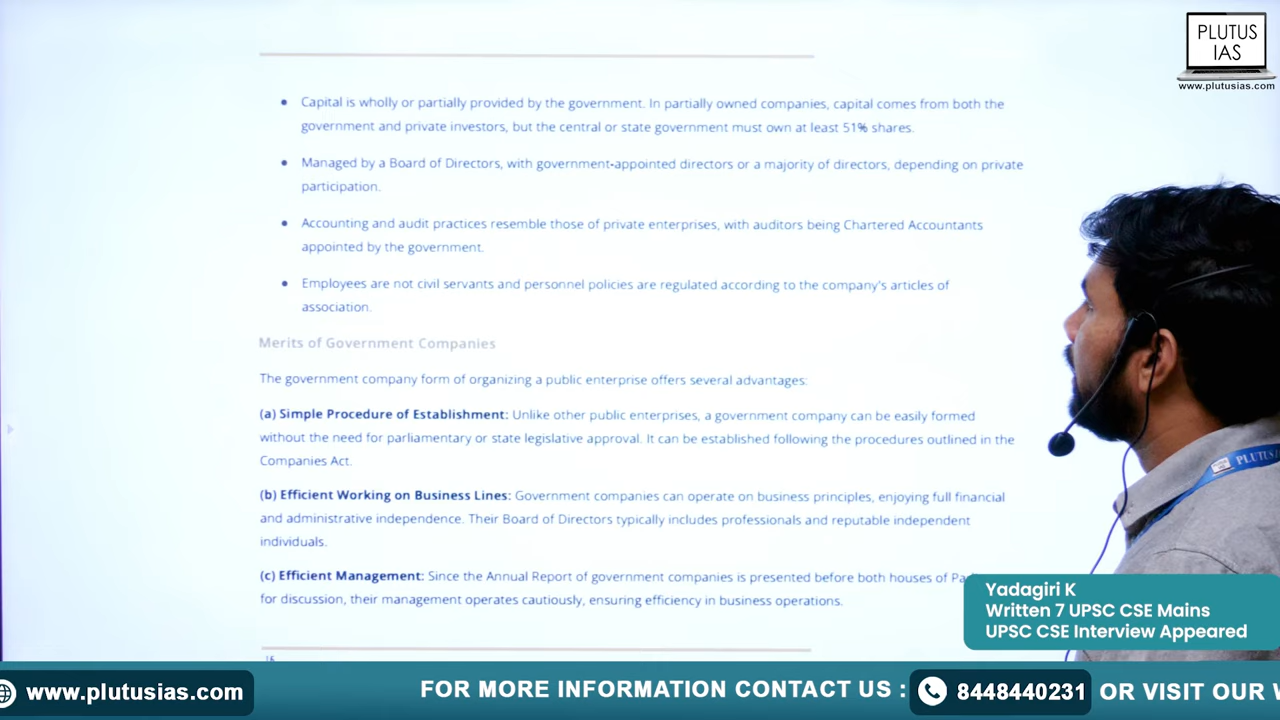 PLUTUS
IAS
www.plutusias.com
• Capital is wholly or partially provided by the government. In partially owned companies, capital comes from both the
government and private investors, but the central or state government must own at least 51% shares.
• Managed by a Board of Directors, with government-appointed directors or a majority of directors, depending on private
participation.
• Accounting and audit practices resemble those of private enterprises, with auditors being Chartered Accountants
appointed by the government.
• Employees are not civil servants and personnel policies are regulated according to the company's articles of
association.
Merits of Government Companies
The government company form of organizing a public enterprise offers several advantages:
(a) Simple Procedure of Establishment: Unlike other public enterprises, a government company can be easily formed
without the need for parliamentary or state legislative approval. It can be established following the procedures outlined in the
Companies Act.
(b) Efficient Working on Business Lines: Government companies can operate on business principles, enjoying full financial
and administrative independence. Their Board of Directors typically includes professionals and reputable independent
individuals.
(c) Efficient Management: Since the Annual Report of government companies is presented before both houses of
for discussion, their management operates cautiously, ensuring efficiency in business operations.
PLUTUS
Yadagiri K
Written 7 UPSC CSE Mains
UPSC CSE Interview Appeared
www.plutusias.com
FOR MORE INFORMATION CONTACT US : 8448440231 OR VISIT OUR